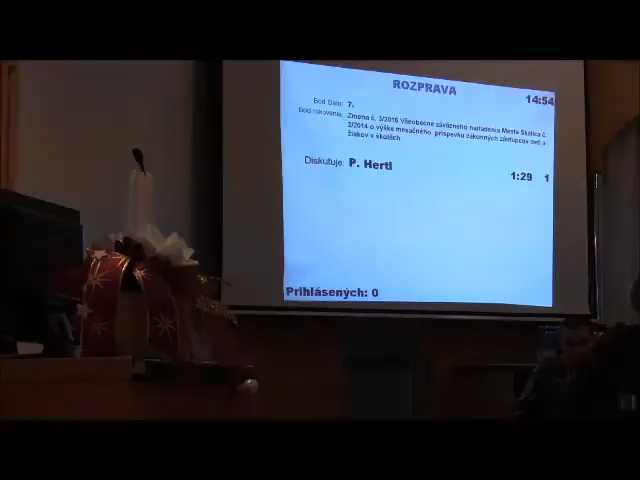 ROZPRAVA
14:54
Bod číslo: 7.
Bod rokovania: Zmena č. 3/2016 Všeobecne záväzného nariadenia Mesta Skalica č.
2/2014 o výške mesačného príspevku zákonných zástupcov detí a
žiakov v školách
Diskutuje: P. Hertl
1:29 1
Prihlásených: 0